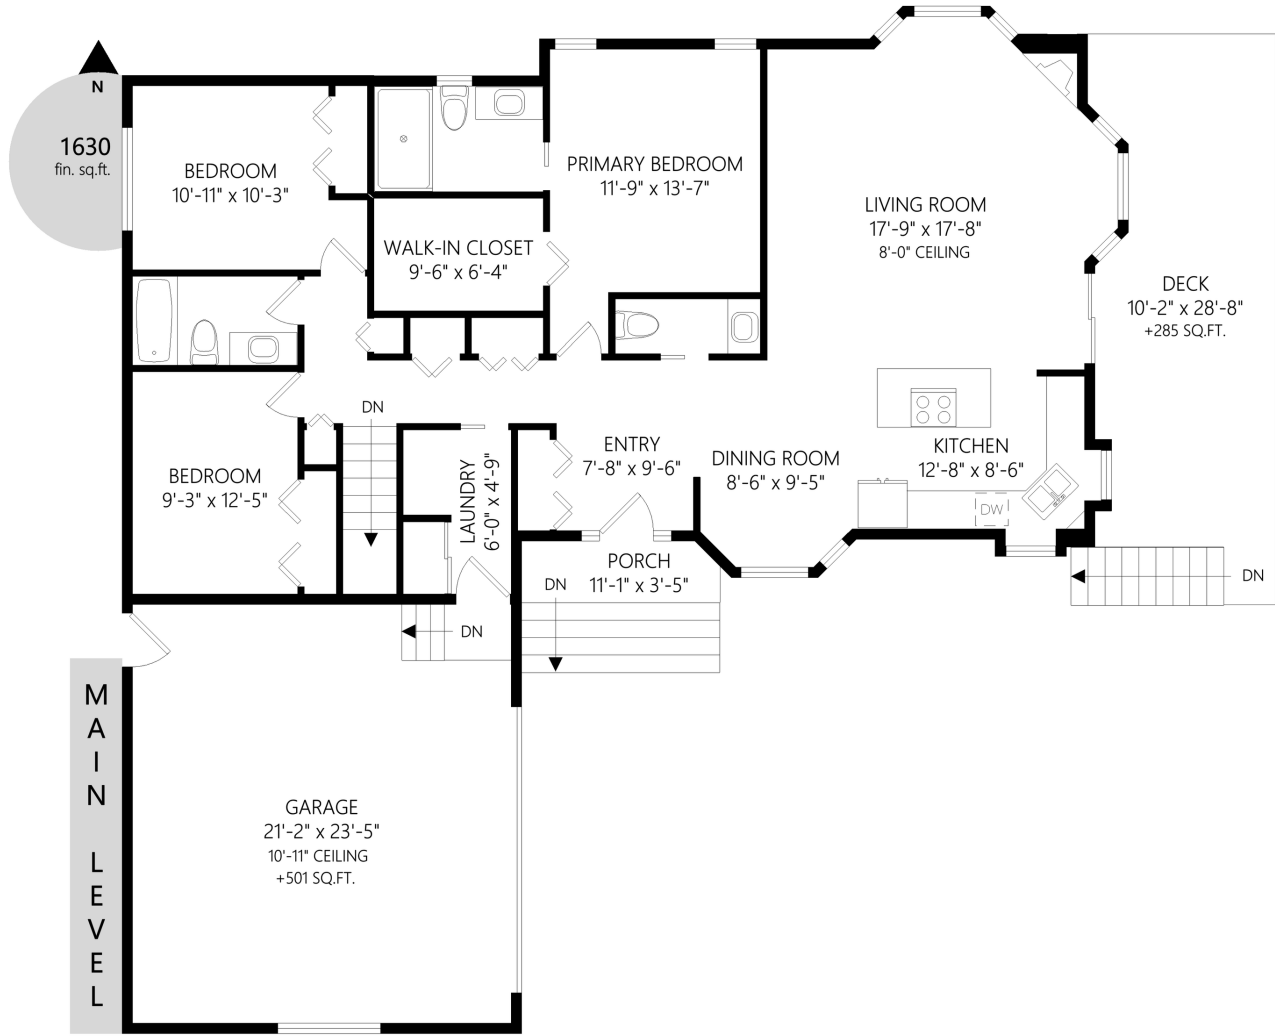 N
1630
fin. sq.ft.
BEDROOM
10'-11" x 10'-3"
PRIMARY BEDROOM
11'-9" x 13'-7"
LIVING ROOM
17'-9" x 17'-8"
8'-0" CEILING
WALK-IN CLOSET
9'-6" x 6'-4"
DECK
10'-2" x 28'-8"
+285 SQ.FT.
DN
ENTRY
7'-8" x 9'-6"
DINING ROOM
8'-6" x 9'-5"
KITCHEN
12'-8" x 8'-6"
BEDROOM
9'-3" x 12'-5"
LAUNDRY
6'-0" x 4'-9"
DW
PORCH
11'-1" x 3'-5"
DN
DN
DN
MAIN LEVEL
GARAGE
21'-2" x 23'-5"
10'-11" CEILING
+501 SQ.FT.